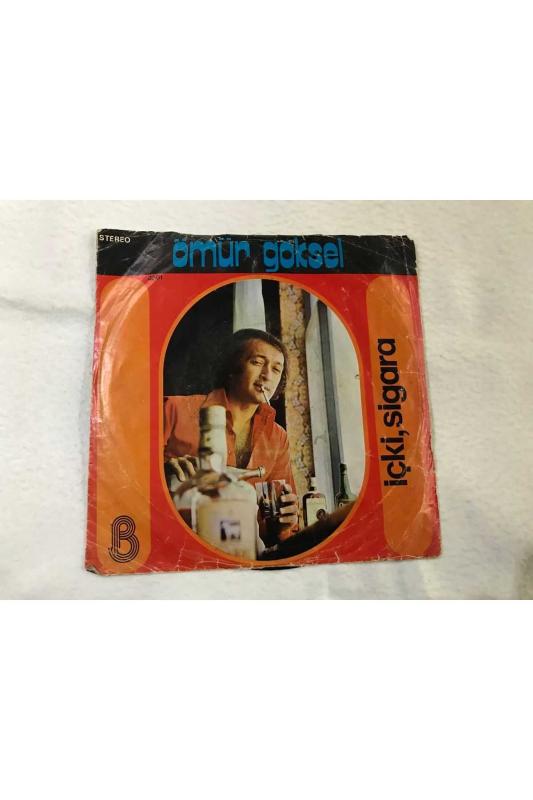 STEREO
ömür göksel
içki, sigara
B